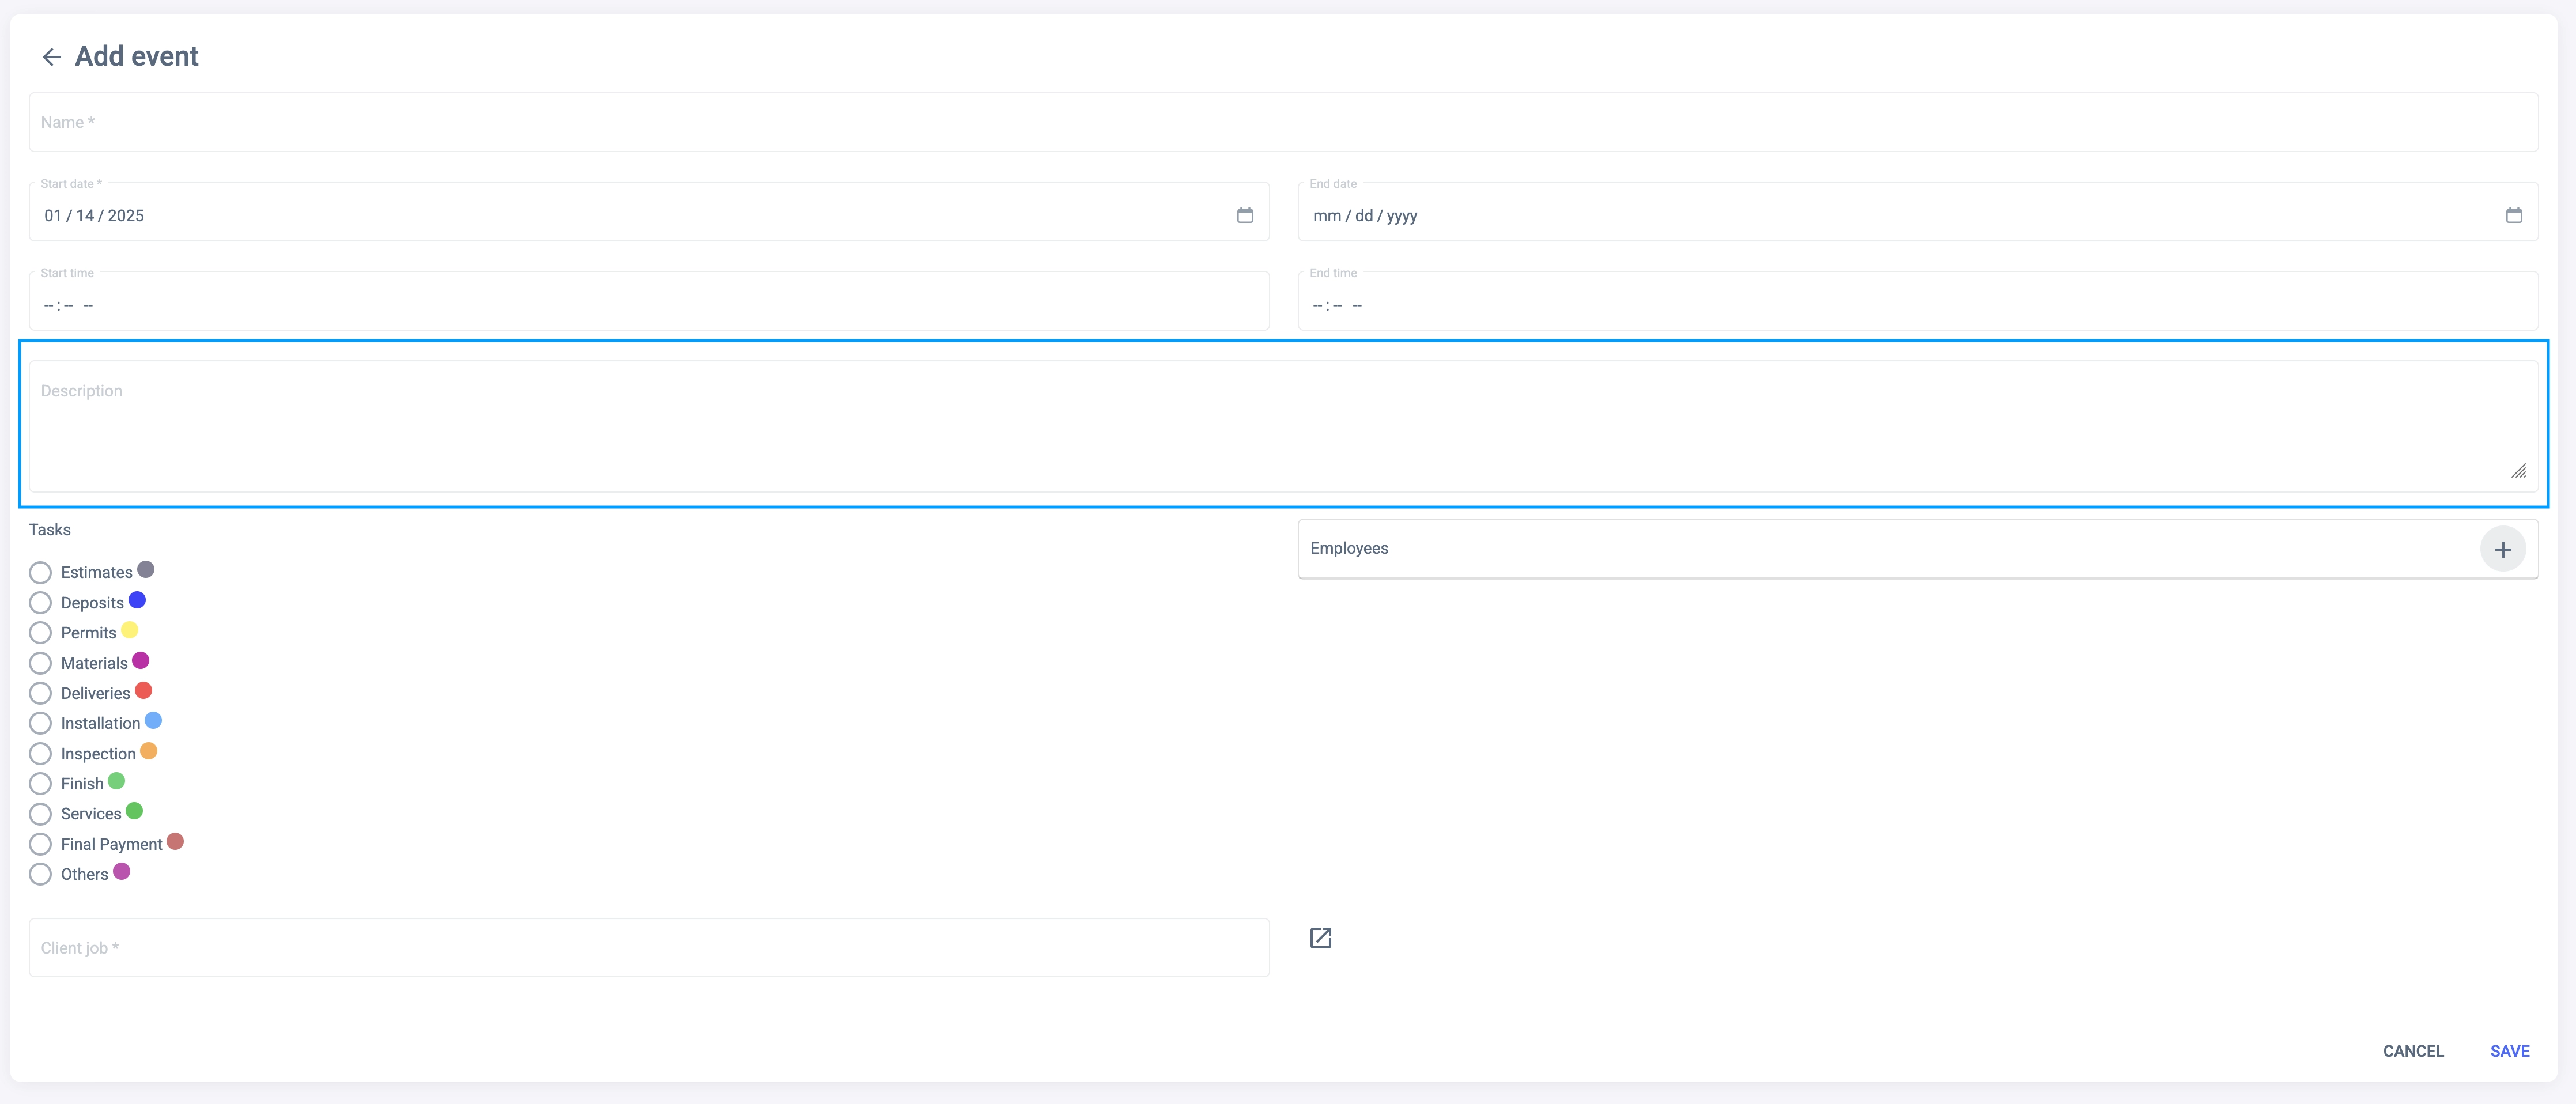 Add event
Name *
Start date *
01 / 14 / 2025
End date
mm / dd / yyyy
Start time
-- : -- --
End time
-- : -- --
Description
Tasks
Employees
Estimates
Deposits
Permits
Materials
Deliveries
Installation
Inspection
Finish
Services
Final Payment
Others
Client job *
CANCEL SAVE